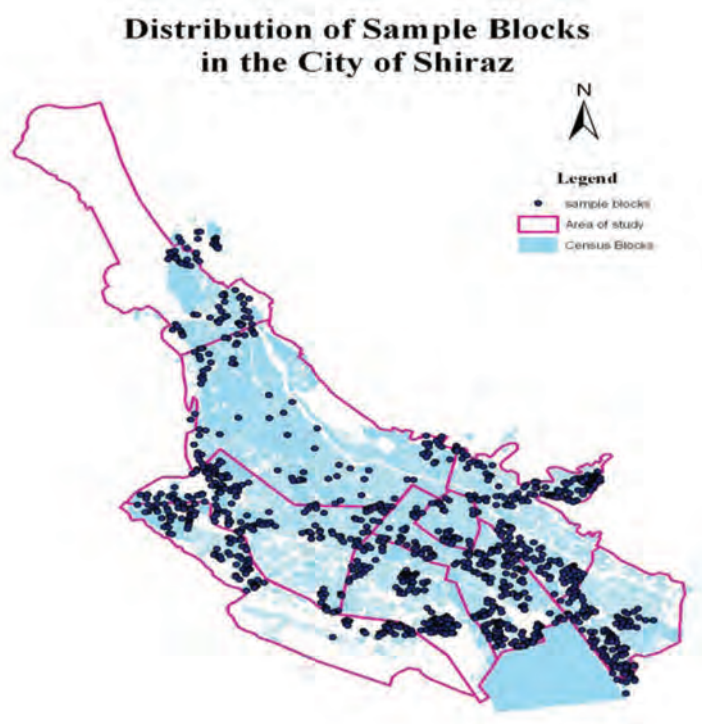 Distribution of Sample Blocks
in the City of Shiraz
N
Legend
sample blocks
Area of study
Census Blocks